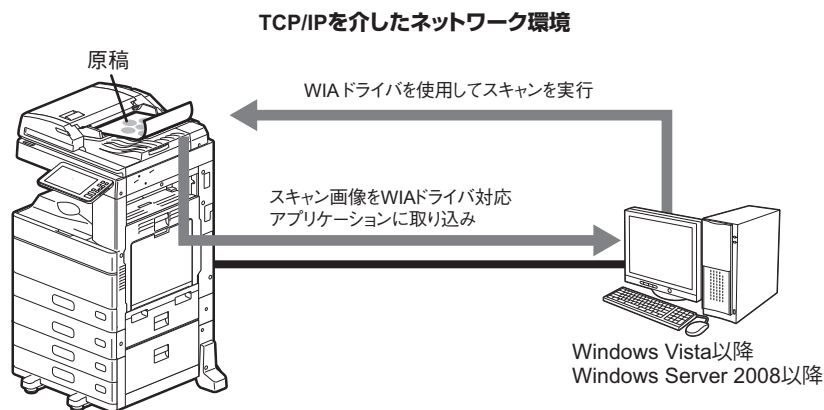 TCP/IPを介したネットワーク環境
原稿
WIAドライバを使用してスキャンを実行
スキャン画像をWIAドライバ対応
アプリケーションに取り込み
Windows Vista以降
Windows Server 2008以降